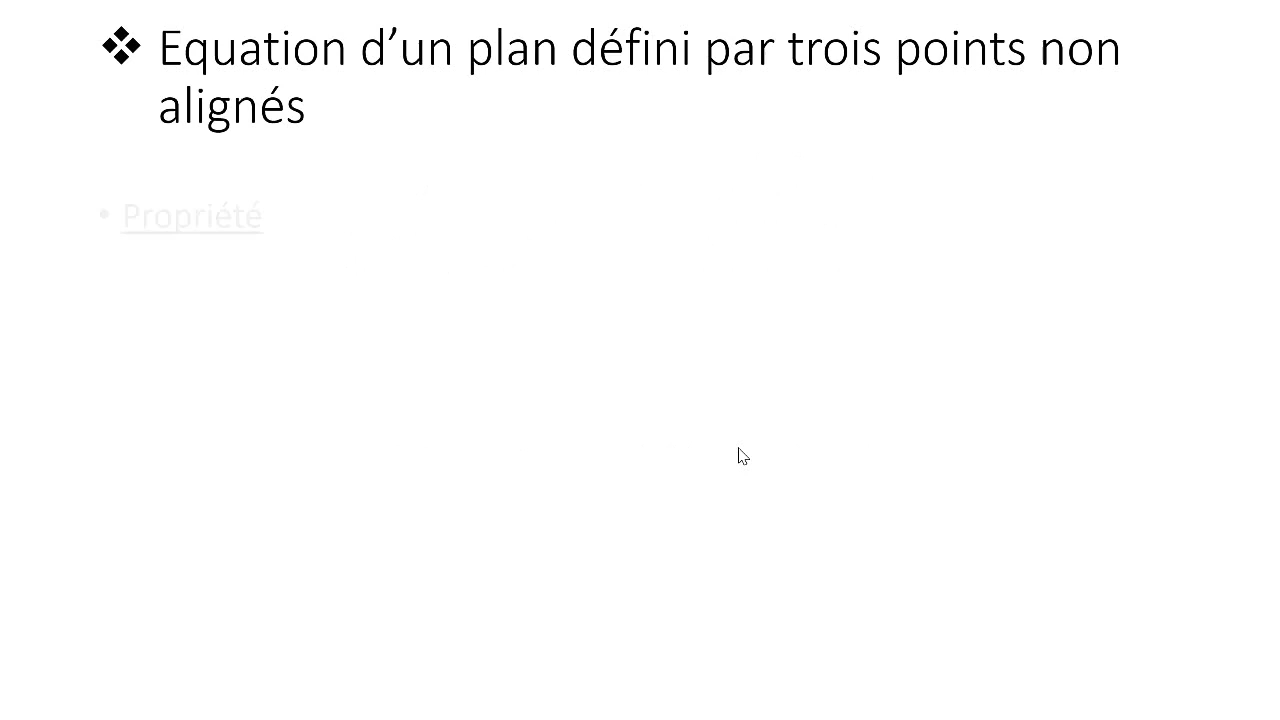 ❖ Equation d’un plan défini par trois points non
alignés
• Propriété